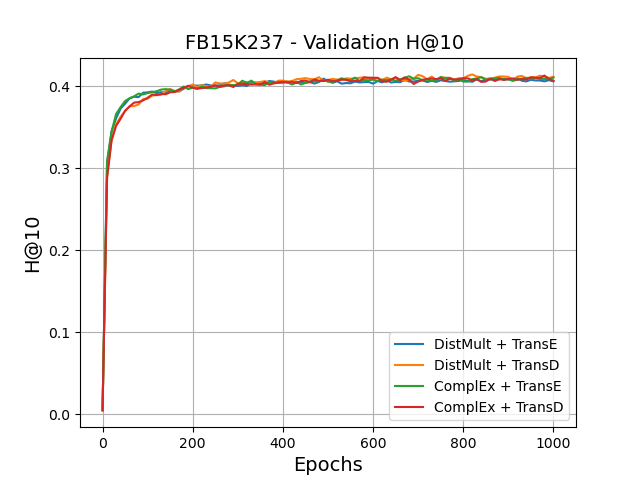 FB15K237 - Validation H@10
H@10
0.4
0.3
0.2
0.1
0.0
0
200
400
600
800
1000
Epochs
DistMult + TransE
DistMult + TransD
ComplEx + TransE
ComplEx + TransD